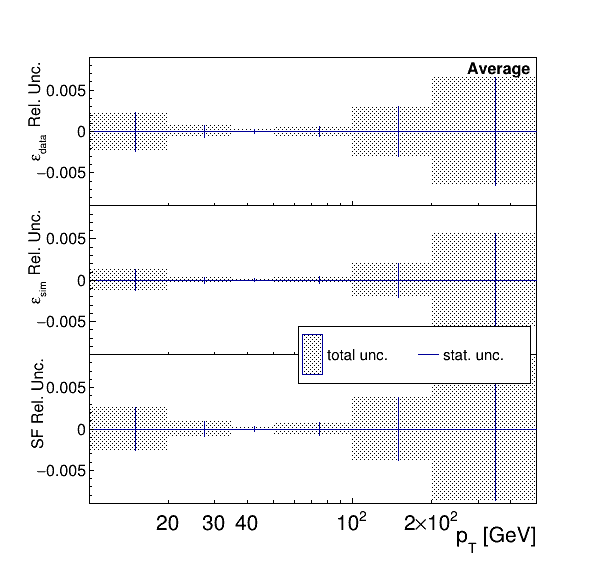 Average
ε_data Rel. Unc.
0.005
0
−0.005
ε_sim Rel. Unc.
0.005
0
−0.005
total unc.
stat. unc.
SF Rel. Unc.
0.005
0
−0.005
20 30 40 10² 2×10²
p_T [GeV]